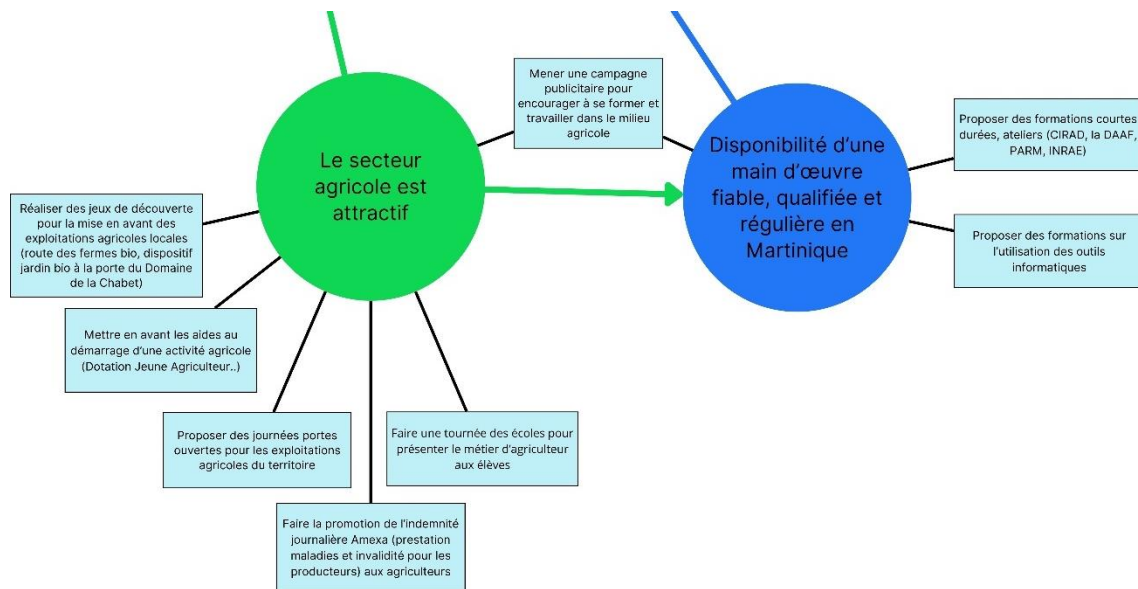 Mener une campagne
publicitaire pour
encourager à se former et
travailler dans le milieu
agricole
Le secteur
agricole est
attractif
Disponibilité d'une
main d'œuvre
fiable, qualifiée et
régulière en
Martinique
Proposer des formations courtes
durées, ateliers (CIRAD, la DAAF,
PARM, INRAE)
Proposer des formations sur
l'utilisation des outils
informatiques
Réaliser des jeux de découverte
pour la mise en avant des
exploitations agricoles locales
(route des fermes bio, dispositif
jardin bio à la porte du Domaine
de la Chabet)
Mettre en avant les aides au
démarrage d'une activité agricole
(Dotation Jeune Agriculteur..)
Proposer des journées portes
ouvertes pour les exploitations
agricoles du territoire
Faire une tournée des écoles pour
présenter le métier d'agriculteur
aux élèves
Faire la promotion de l'indemnité
journalière Amexa (prestation
maladies et invalidité pour les
producteurs) aux agriculteurs